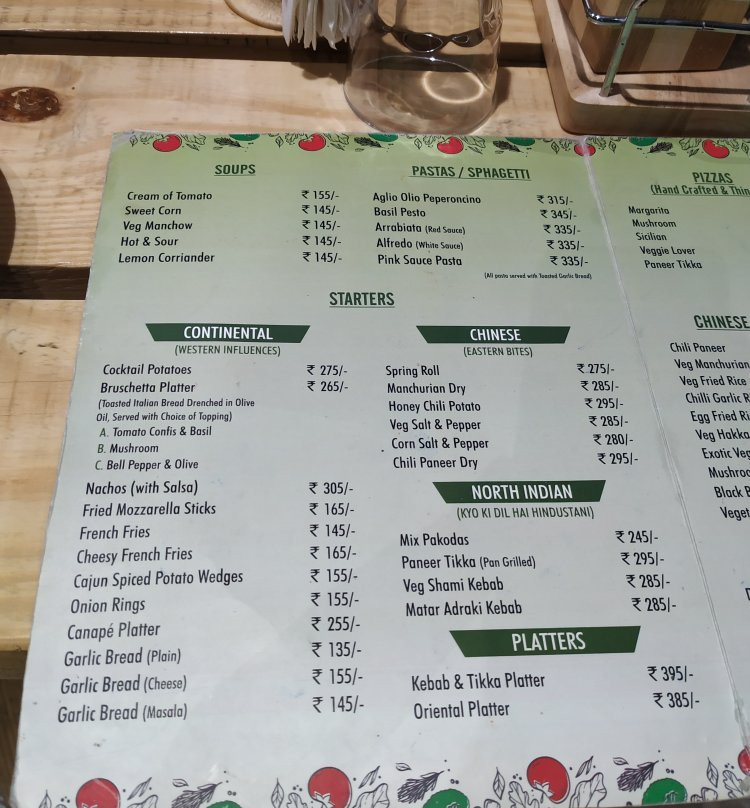 SOUPS
Cream of Tomato ₹ 155/-
Sweet Corn ₹ 145/-
Veg Manchow ₹ 145/-
Hot & Sour ₹ 145/-
Lemon Corriander ₹ 145/-
PASTAS / SPHAGETTI
Aglio Olio Peperoncino ₹ 315/-
Basil Pesto ₹ 345/-
Arrabiata (Red Sauce) ₹ 335/-
Alfredo (White Sauce) ₹ 335/-
Pink Sauce Pasta ₹ 335/-
(All pasta served with Toasted Garlic Bread)
STARTERS
CONTINENTAL
(WESTERN INFLUENCES)
Cocktail Potatoes ₹ 275/-
Bruschetta Platter ₹ 265/-
(Toasted Italian Bread Drenched in Olive
Oil, Served with Choice of Topping)
A. Tomato Confis & Basil
B. Mushroom
C. Bell Pepper & Olive
Nachos (with Salsa) ₹ 305/-
Fried Mozzarella Sticks ₹ 165/-
French Fries ₹ 145/-
Cheesy French Fries ₹ 165/-
Cajun Spiced Potato Wedges ₹ 155/-
Onion Rings ₹ 155/-
Canapé Platter ₹ 255/-
Garlic Bread (Plain) ₹ 135/-
Garlic Bread (Cheese) ₹ 155/-
Garlic Bread (Masala) ₹ 145/-
CHINESE
(EASTERN BITES)
Spring Roll ₹ 275/-
Manchurian Dry ₹ 285/-
Honey Chili Potato ₹ 295/-
Veg Salt & Pepper ₹ 285/-
Corn Salt & Pepper ₹ 280/-
Chili Paneer Dry ₹ 295/-
NORTH INDIAN
(KYO KI DIL HAI HINDUSTANI)
Mix Pakodas ₹ 245/-
Paneer Tikka (Pan Grilled) ₹ 295/-
Veg Shami Kebab ₹ 285/-
Matar Adraki Kebab ₹ 285/-
PLATTERS
Kebab & Tikka Platter ₹ 395/-
Oriental Platter ₹ 385/-
PIZZAS
(Hand Crafted & Thin
Margarita
Mushroom
Sicilian
Veggie Lover
Paneer Tikka
CHINESE
Chili Paneer
Veg Manchurian
Veg Fried Rice
Chilli Garlic
Egg Fried
Veg Hakka
Exotic
Black